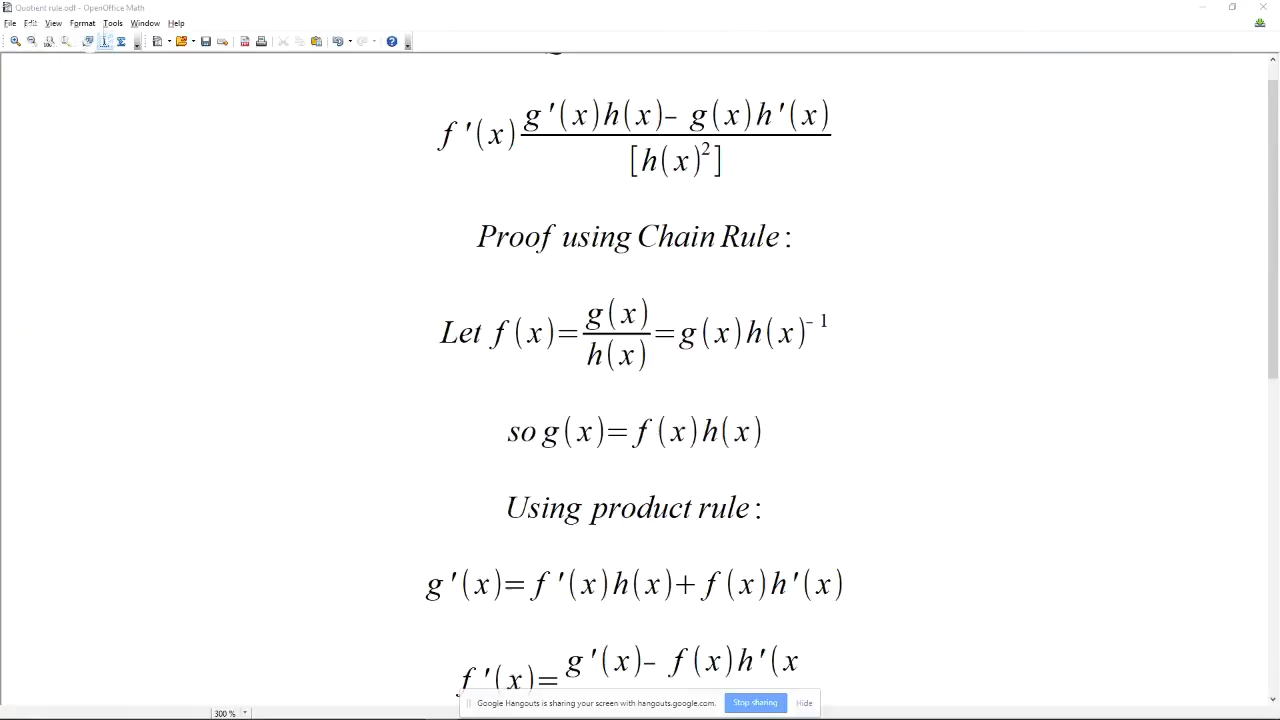 Quotient rule.odf - OpenOffice Math
File Edit View Format Tools Window Help
f '(x) g '(x)h(x)− g(x)h '(x)
[h(x)²]
Proof using Chain Rule:
Let f(x)= g(x) =g(x)h(x)⁻¹
h(x)
so g(x)= f(x)h(x)
Using product rule:
g '(x)= f '(x)h(x)+ f(x)h '(x)
f '(x)= g '(x)− f(x)h '(x
Google Hangouts is sharing your screen with hangouts.google.com. Stop sharing Hide
300 %